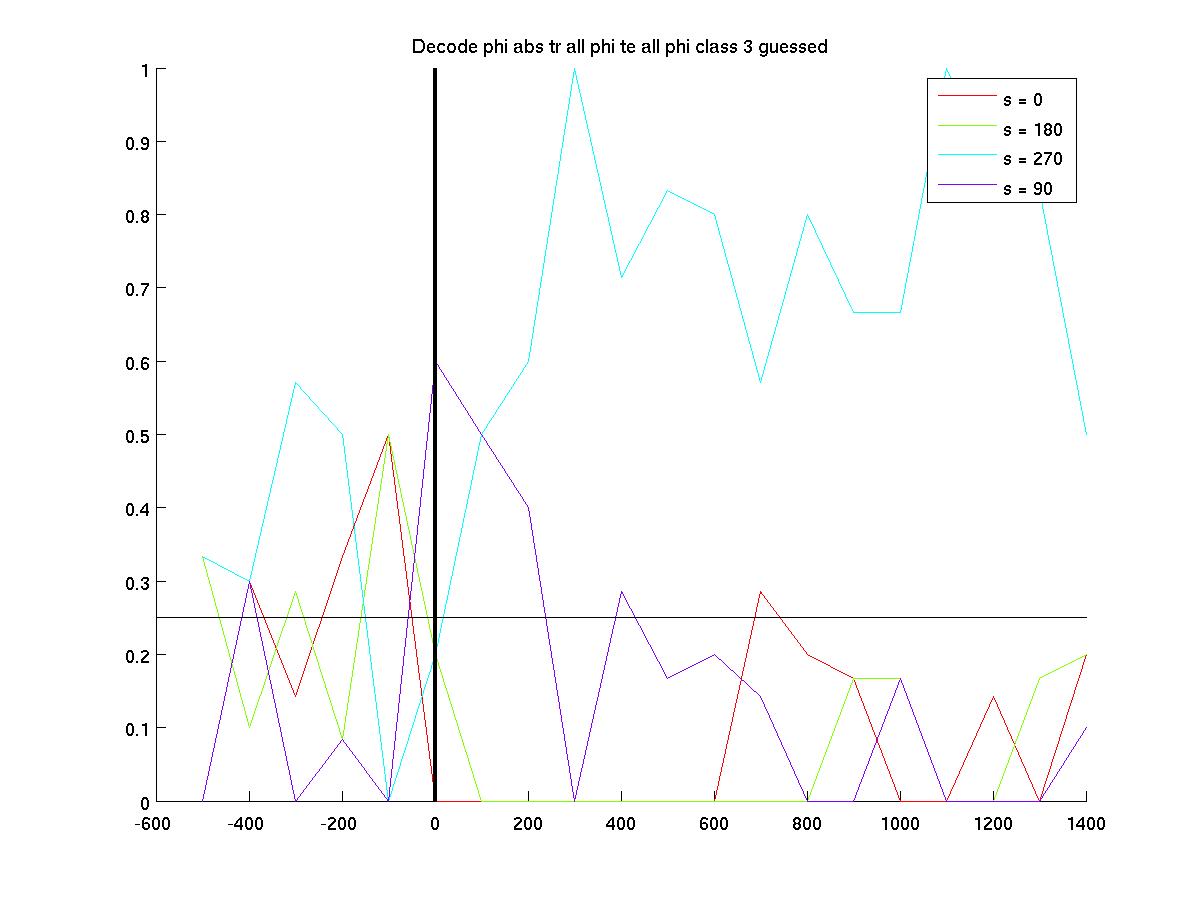 Decode phi abs tr all phi te all phi class 3 guessed
1
0.9
0.8
0.7
0.6
0.5
0.4
0.3
0.2
0.1
0
-600 -400 -200 0 200 400 600 800 1000 1200 1400
s = 0
s = 180
s = 270
s = 90